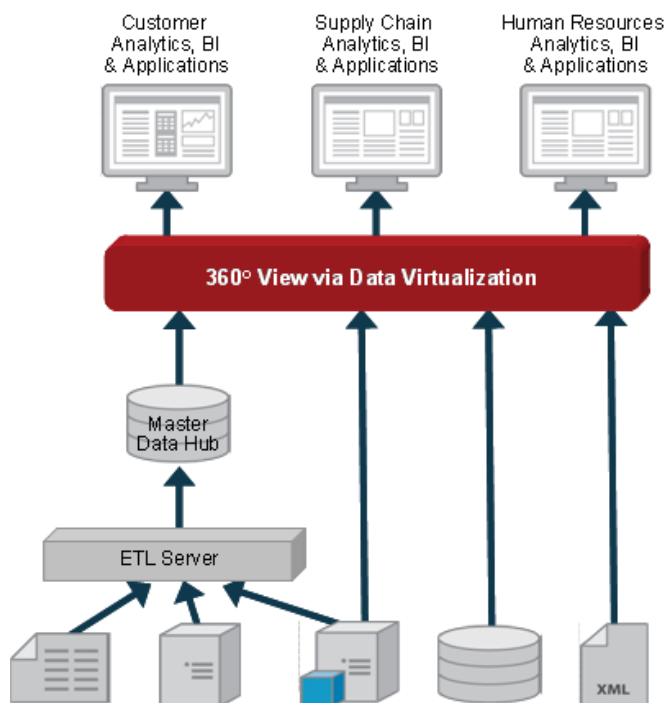 Customer
Analytics, BI
& Applications
Supply Chain
Analytics, BI
& Applications
Human Resources
Analytics, BI
& Applications
360° View via Data Virtualization
Master
Data Hub
ETL Server
XML